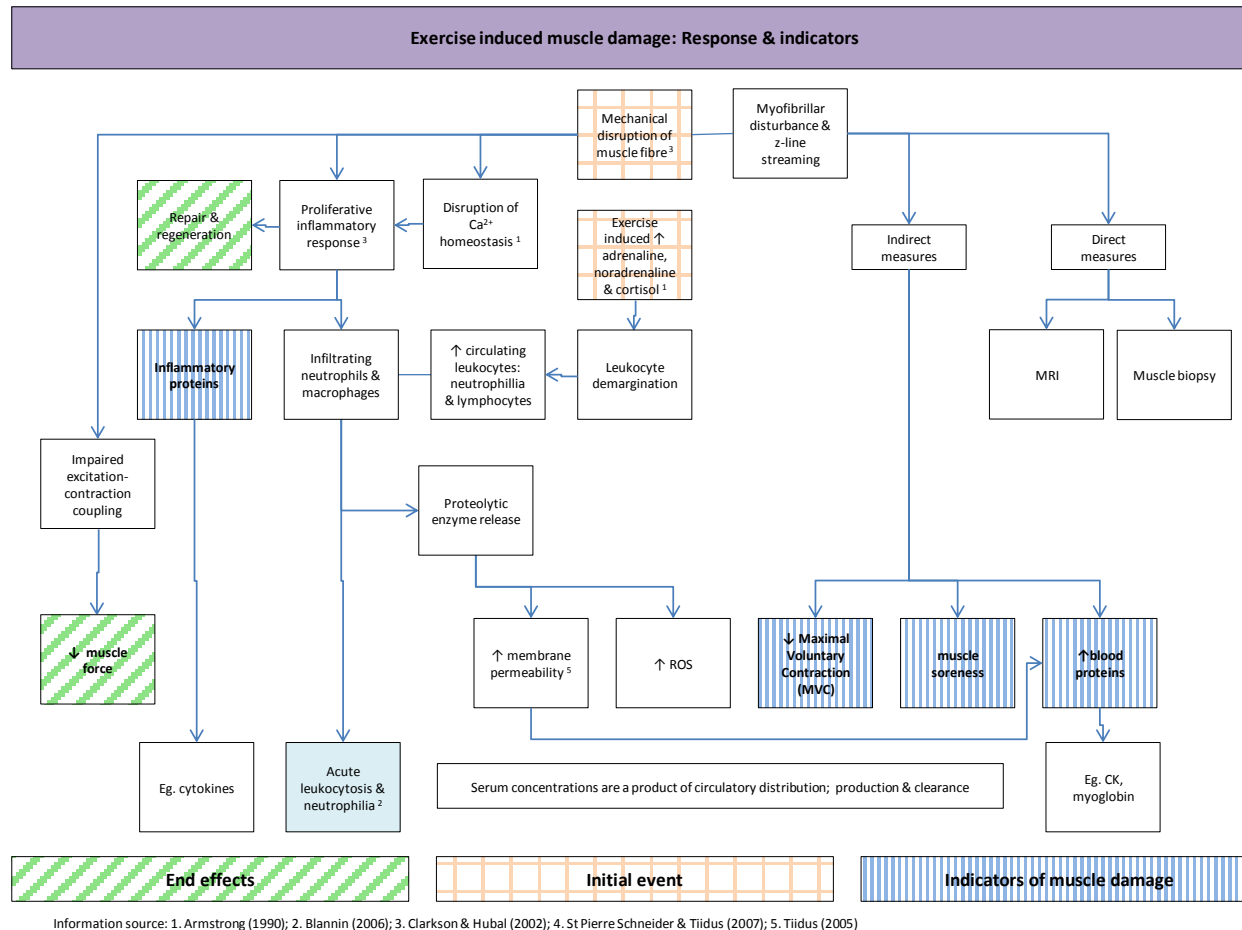 Exercise induced muscle damage: Response & indicators
Mechanical
disruption of
muscle fibre 3
Myofibrillar
disturbance &
z-line
streaming
Repair &
regeneration
Proliferative
inflammatory
response 3
Disruption of
Ca2+
homeostasis 1
Exercise
induced ↑
adrenaline,
noradrenaline
& cortisol 1
Indirect
measures
Direct
measures
Inflammatory
proteins
Infiltrating
neutrophils &
macrophages
↑ circulating
leukocytes:
neutrophillia
& lymphocytes
Leukocyte
demargination
MRI
Muscle biopsy
Impaired
excitation-
contraction
coupling
Proteolytic
enzyme release
↓ muscle
force
↑ membrane
permeability 5
↑ ROS
↓ Maximal
Voluntary
Contraction
(MVC)
muscle
soreness
↑blood
proteins
Eg. cytokines
Acute
leukocytosis &
neutrophilia 2
Serum concentrations are a product of circulatory distribution; production & clearance
Eg. CK,
myoglobin
End effects
Initial event
Indicators of muscle damage
Information source: 1. Armstrong (1990); 2. Blannin (2006); 3. Clarkson & Hubal (2002); 4. St Pierre Schneider & Tiidus (2007); 5. Tiidus (2005)